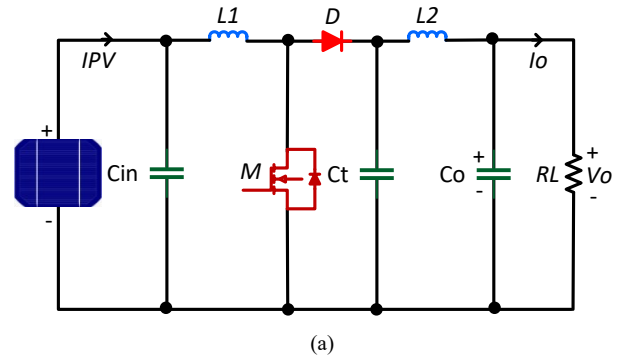 L1 D L2
IPV Io
+ Cin M Ct + Co - RL + Vo -
-
(a)